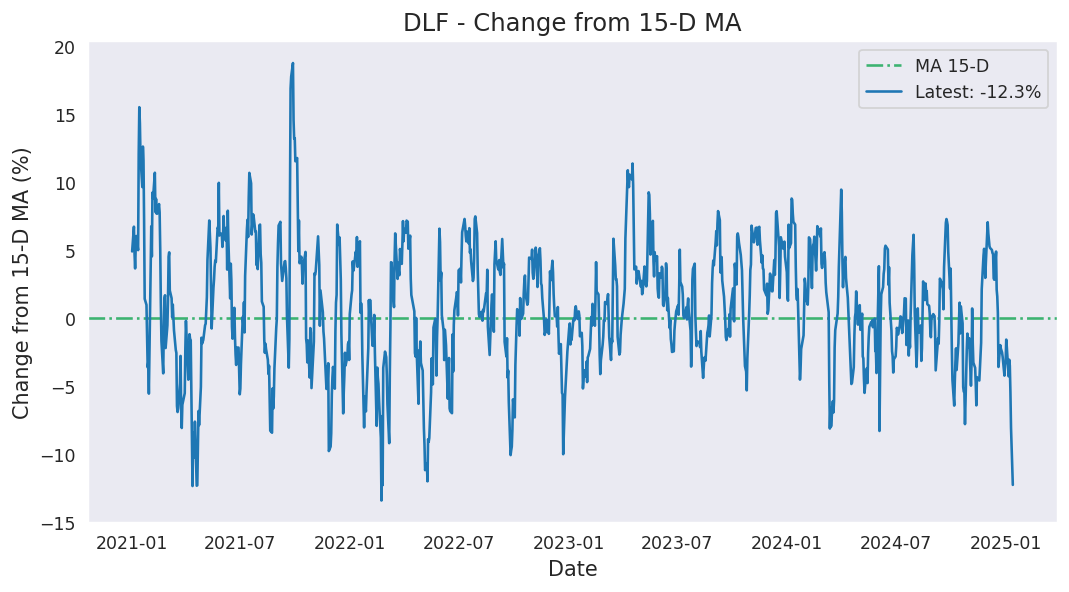 DLF - Change from 15-D MA
MA 15-D
Latest: -12.3%
Change from 15-D MA (%)
20
15
10
5
0
−5
−10
−15
2021-01 2021-07 2022-01 2022-07 2023-01 2023-07 2024-01 2024-07 2025-01
Date